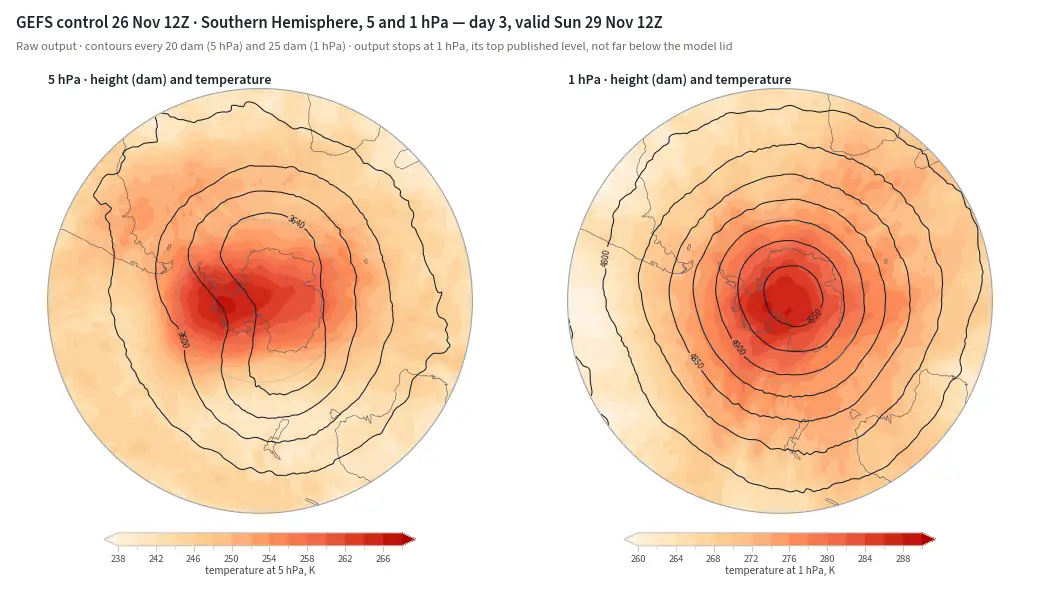 GEFS control 26 Nov 12Z · Southern Hemisphere, 5 and 1 hPa — day 3, valid Sun 29 Nov 12Z
Raw output · contours every 20 dam (5 hPa) and 25 dam (1 hPa) · output stops at 1 hPa, its top published level, not far below the model lid
5 hPa · height (dam) and temperature
1 hPa · height (dam) and temperature
3640
3600
4800
4950
4900
4850
238 242 246 250 254 258 262 266
temperature at 5 hPa, K
260 264 268 272 276 280 284 288
temperature at 1 hPa, K